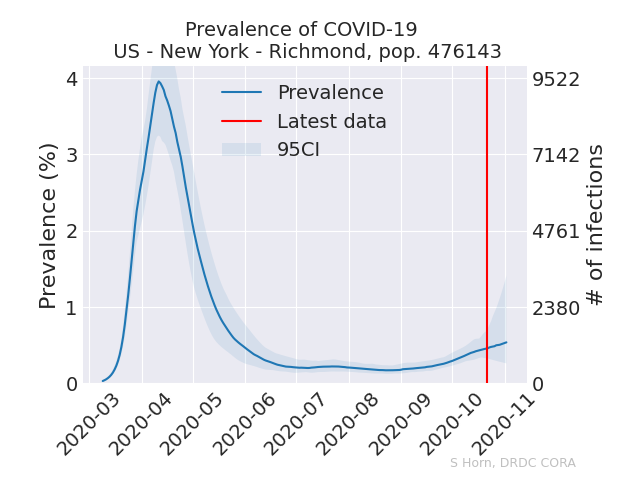 Prevalence of COVID-19
US - New York - Richmond, pop. 476143
Prevalence
Latest data
95CI
Prevalence (%)
4
3
2
1
0
# of infections
9522
7142
4761
2380
0
2020-03
2020-04
2020-05
2020-06
2020-07
2020-08
2020-09
2020-10
2020-11
S Horn, DRDC CORA